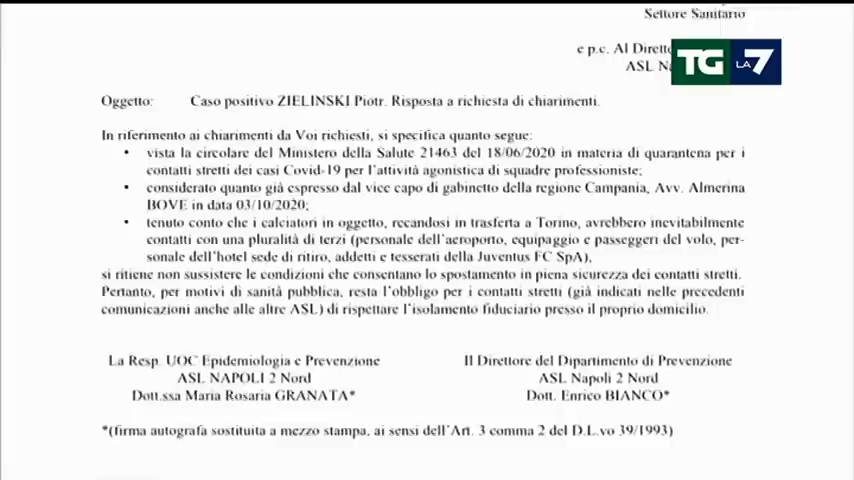 Settore Sanitario
e p.c. Al Diretto
ASL Na
TG LA7
Oggetto: Caso positivo ZIELINSKI Piotr. Risposta a richiesta di chiarimenti.
In riferimento ai chiarimenti da Voi richiesti, si specifica quanto segue:
• vista la circolare del Ministero della Salute 21463 del 18/06/2020 in materia di quarantena per i
contatti stretti dei casi Covid-19 per l'attività agonistica di squadre professioniste;
• considerato quanto già espresso dal vice capo di gabinetto della regione Campania, Avv. Almerina
BOVE in data 03/10/2020;
• tenuto conto che i calciatori in oggetto, recandosi in trasferta a Torino, avrebbero inevitabilmente
contatti con una pluralità di terzi (personale dell'aeroporto, equipaggio e passeggeri del volo, per-
sonale dell'hotel sede di ritiro, addetti e tesserati della Juventus FC SpA),
si ritiene non sussistere le condizioni che consentano lo spostamento in piena sicurezza dei contatti stretti.
Pertanto, per motivi di sanità pubblica, resta l'obbligo per i contatti stretti (già indicati nelle precedenti
comunicazioni anche alle altre ASL) di rispettare l'isolamento fiduciario presso il proprio domicilio.
La Resp. UOC Epidemiologia e Prevenzione
ASL NAPOLI 2 Nord
Dott.ssa Maria Rosaria GRANATA*
Il Direttore del Dipartimento di Prevenzione
ASL Napoli 2 Nord
Dott. Enrico BIANCO*
*(firma autografa sostituita a mezzo stampa, ai sensi dell'Art. 3 comma 2 del D.L.vo 39/1993)